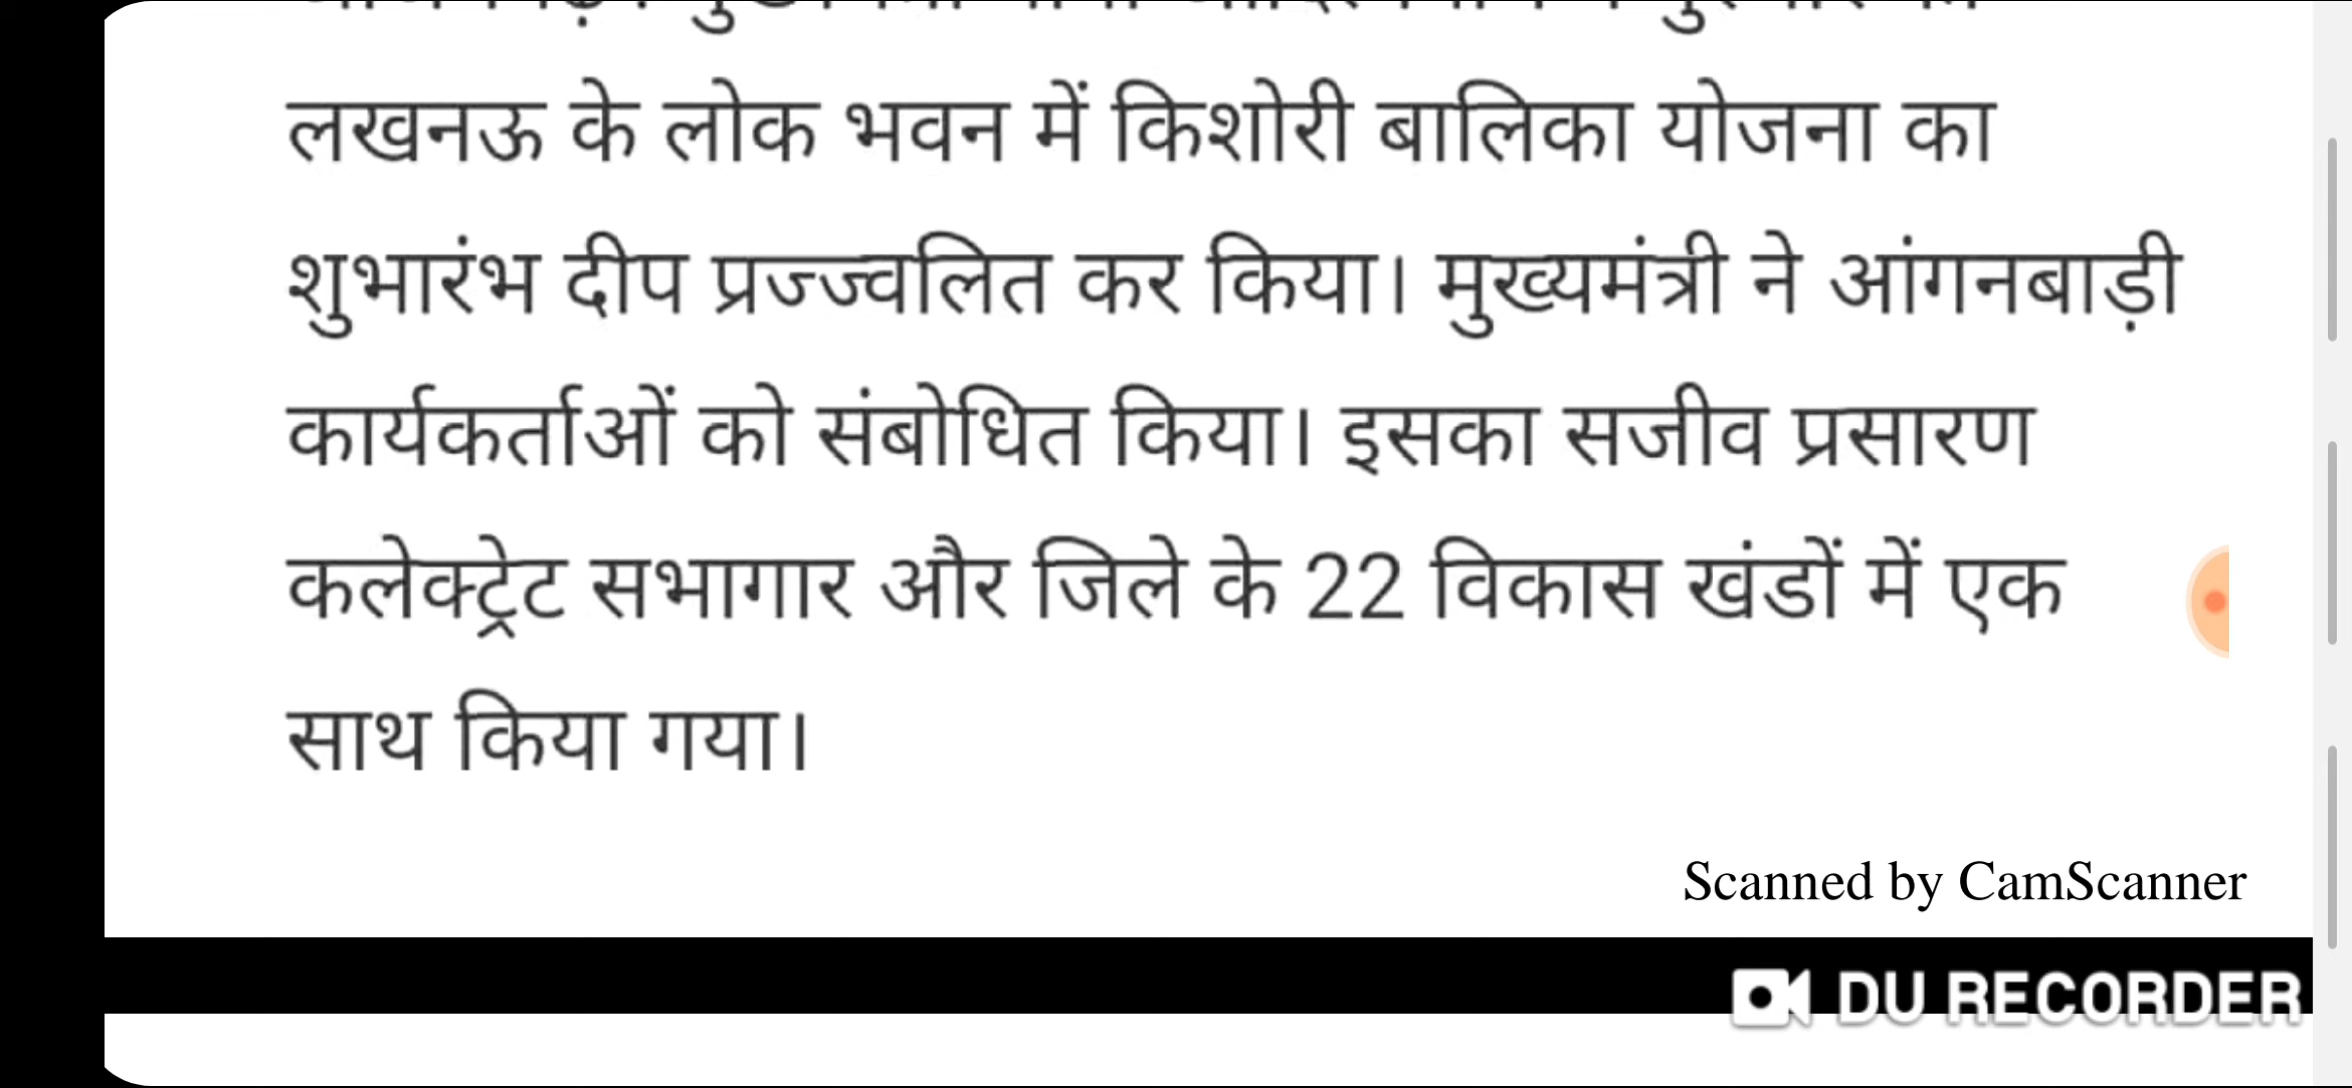 लखनऊ के लोक भवन में किशोरी बालिका योजना का
शुभारंभ दीप प्रज्ज्वलित कर किया। मुख्यमंत्री ने आंगनबाड़ी
कार्यकर्ताओं को संबोधित किया। इसका सजीव प्रसारण
कलेक्ट्रेट सभागार और जिले के 22 विकास खंडों में एक
साथ किया गया।
Scanned by CamScanner
DU RECORDER